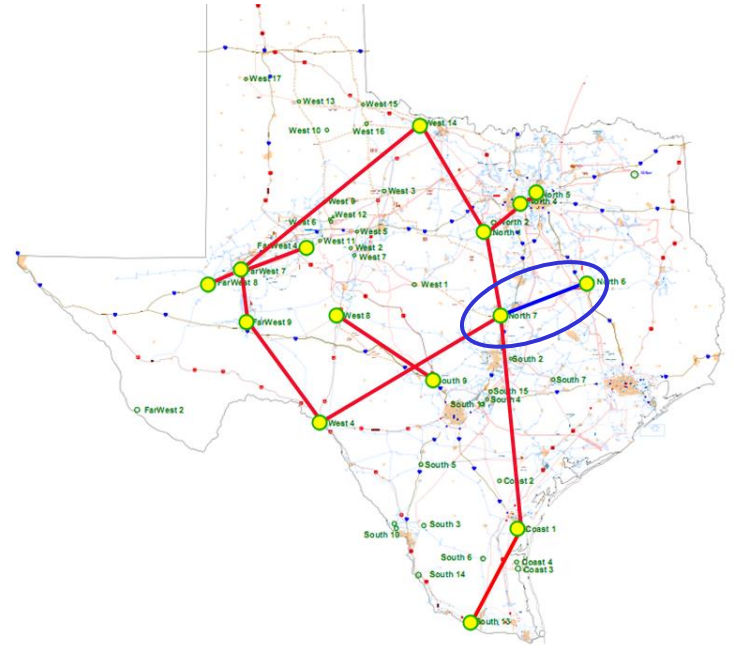 West 17
West 13
West 15
West 14
West 10
West 16
North 5
North 4
West 3
West 9
West 12
West 6
North 2
West 5
North
FarWest 4
West 11
West 2
West 7
FarWest 7
FarWest 8
West 1
North 6
West 8
North 7
FarWest 9
South 2
South 9
South 7
South 15
South 4
FarWest 2
West 4
South 5
Coast 2
South 3
Coast 1
South 6
Coast 4
Coast 3
South 14